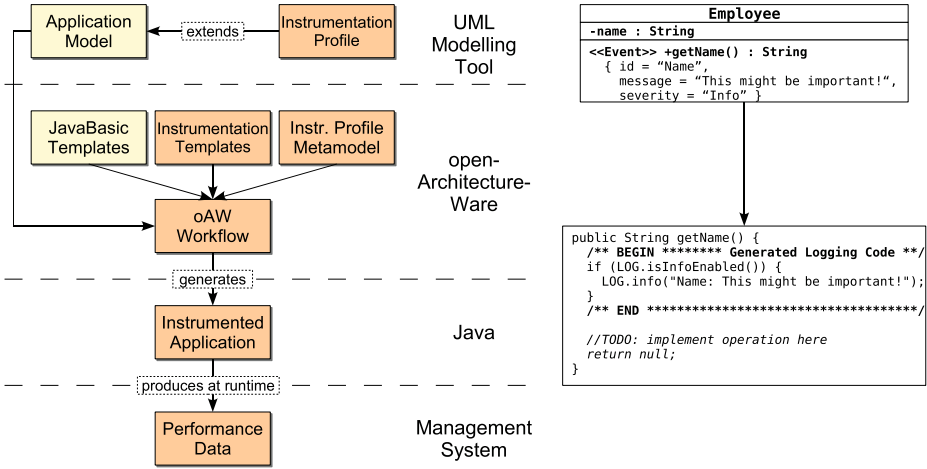 Application
Model
extends
Instrumentation
Profile
UML
Modelling
Tool
JavaBasic
Templates
Instrumentation
Templates
Instr. Profile
Metamodel
open-
Architecture-
Ware
oAW
Workflow
generates
Instrumented
Application
Java
produces at runtime
Performance
Data
Management
System
Employee
-name : String
<<Event>> +getName() : String
{ id = “Name”,
message = “This might be important!“,
severity = “Info” }
public String getName() {
/** BEGIN ******** Generated Logging Code **/
if (LOG.isInfoEnabled()) {
LOG.info("Name: This might be important!");
}
/** END ************************************/
//TODO: implement operation here
return null;
}